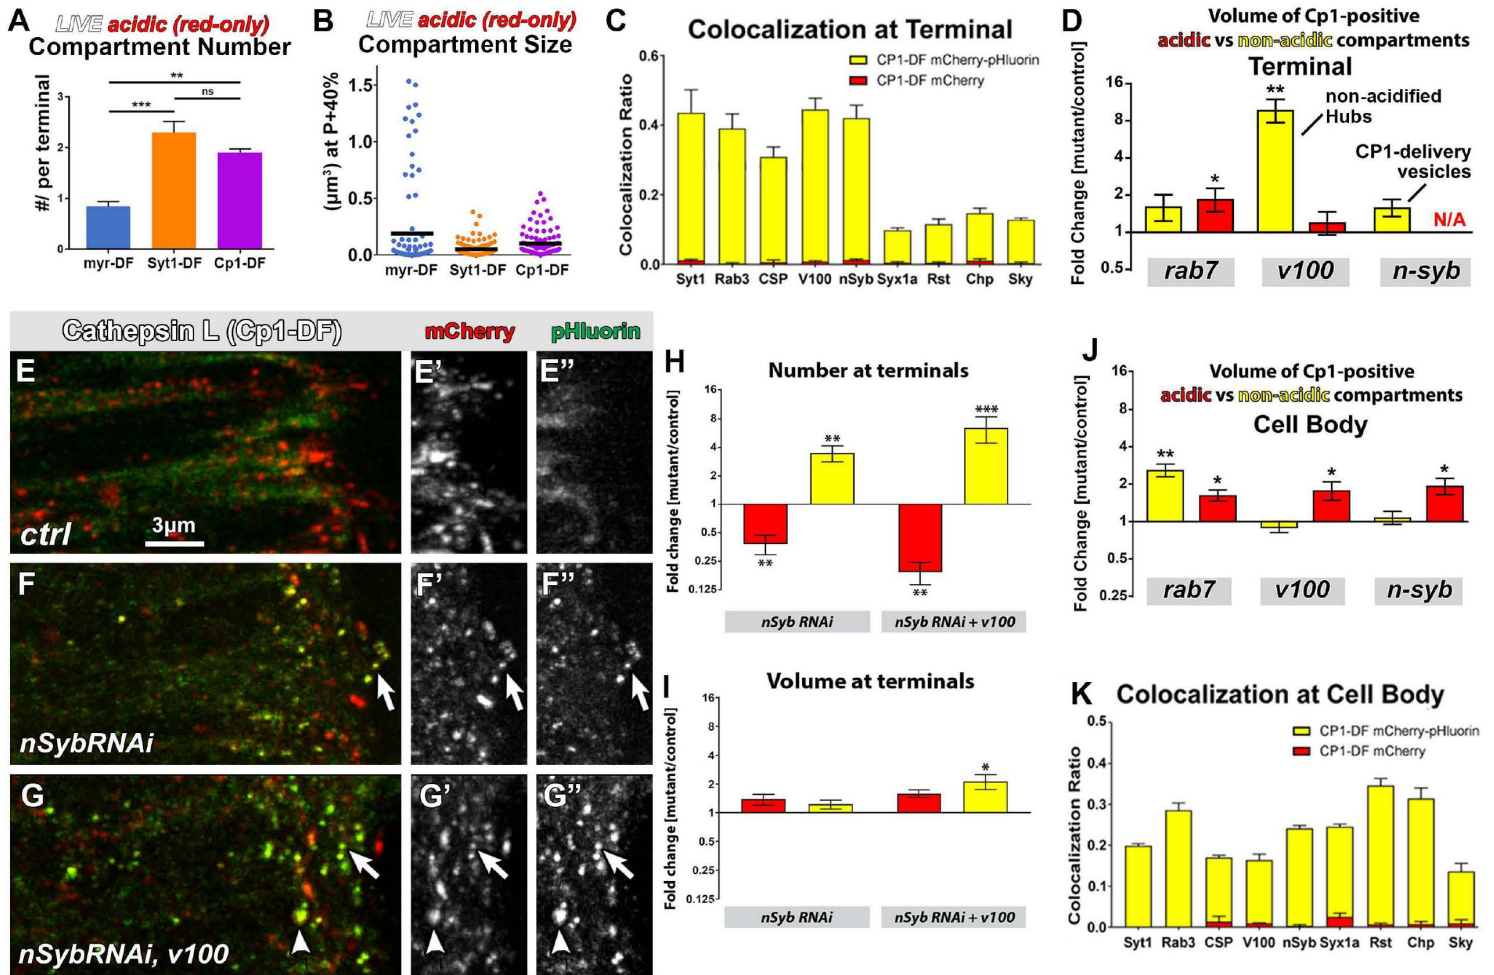 A
LIVE acidic (red-only)
Compartment Number
#/ per terminal
3
2
1
0
**
***
ns
myr-DF Syt1-DF Cp1-DF
B
LIVE acidic (red-only)
Compartment Size
(µm³) at P+40%
1.5
1.0
0.5
0.0
myr-DF Syt1-DF Cp1-DF
C
Colocalization at Terminal
Colocalization Ratio
0.6
0.4
0.2
0.0
CP1-DF mCherry-pHluorin
CP1-DF mCherry
Syt1 Rab3 CSP V100 nSyb Syx1a Rst Chp Sky
D
Volume of Cp1-positive
acidic vs non-acidic compartments
Terminal
Fold Change [mutant/control]
16
8
4
2
1
0.5
*
**
non-acidified
Hubs
CP1-delivery
vesicles
N/A
rab7 v100 n-syb
Cathepsin L (Cp1-DF) mCherry pHluorin
E E' E"
ctrl
3µm
F F' F"
nSybRNAi
G G' G"
nSybRNAi, v100
H
Number at terminals
Fold change [mutant/control]
16
8
4
2
1
0.5
0.25
0.125
**
**
***
**
nSyb RNAi nSyb RNAi + v100
I
Volume at terminals
Fold change [mutant/control]
16
8
4
2
1
0.5
0.25
0.125
*
nSyb RNAi nSyb RNAi + v100
J
Volume of Cp1-positive
acidic vs non-acidic compartments
Cell Body
Fold Change [mutant/control]
16
8
4
2
1
0.5
0.25
**
*
*
*
rab7 v100 n-syb
K
Colocalization at Cell Body
Colocalization Ratio
0.5
0.4
0.3
0.2
0.1
0.0
CP1-DF mCherry-pHluorin
CP1-DF mCherry
Syt1 Rab3 CSP V100 nSyb Syx1a Rst Chp Sky